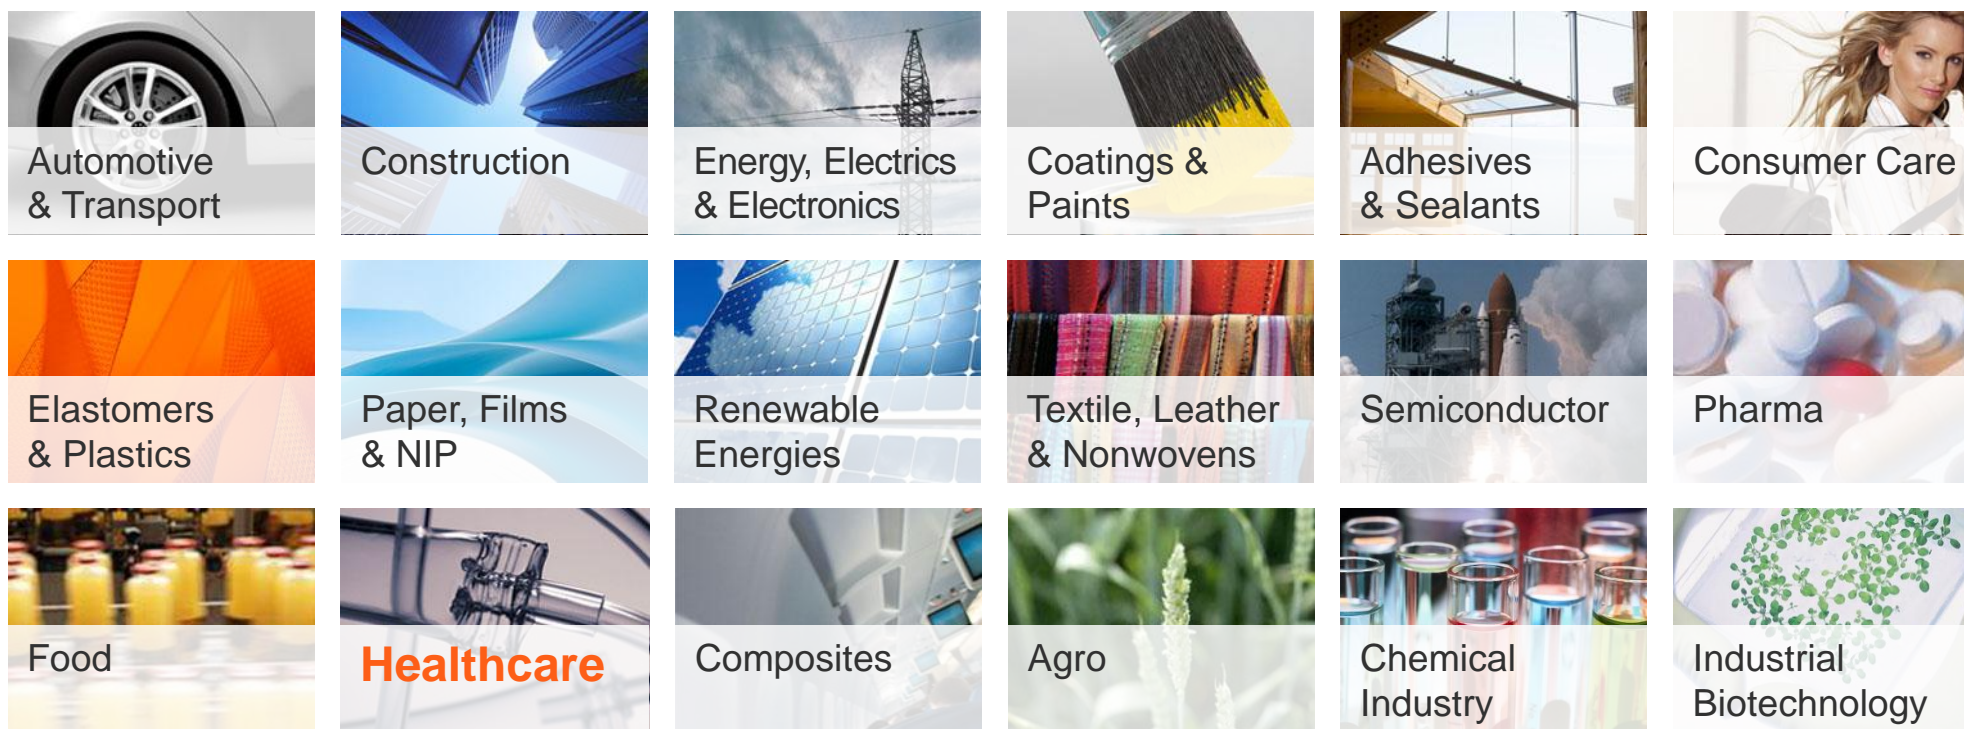 Automotive
& Transport
Construction
Energy, Electrics
& Electronics
Coatings &
Paints
Adhesives
& Sealants
Consumer Care
Elastomers
& Plastics
Paper, Films
& NIP
Renewable
Energies
Textile, Leather
& Nonwovens
Semiconductor
Pharma
Food
Healthcare
Composites
Agro
Chemical
Industry
Industrial
Biotechnology